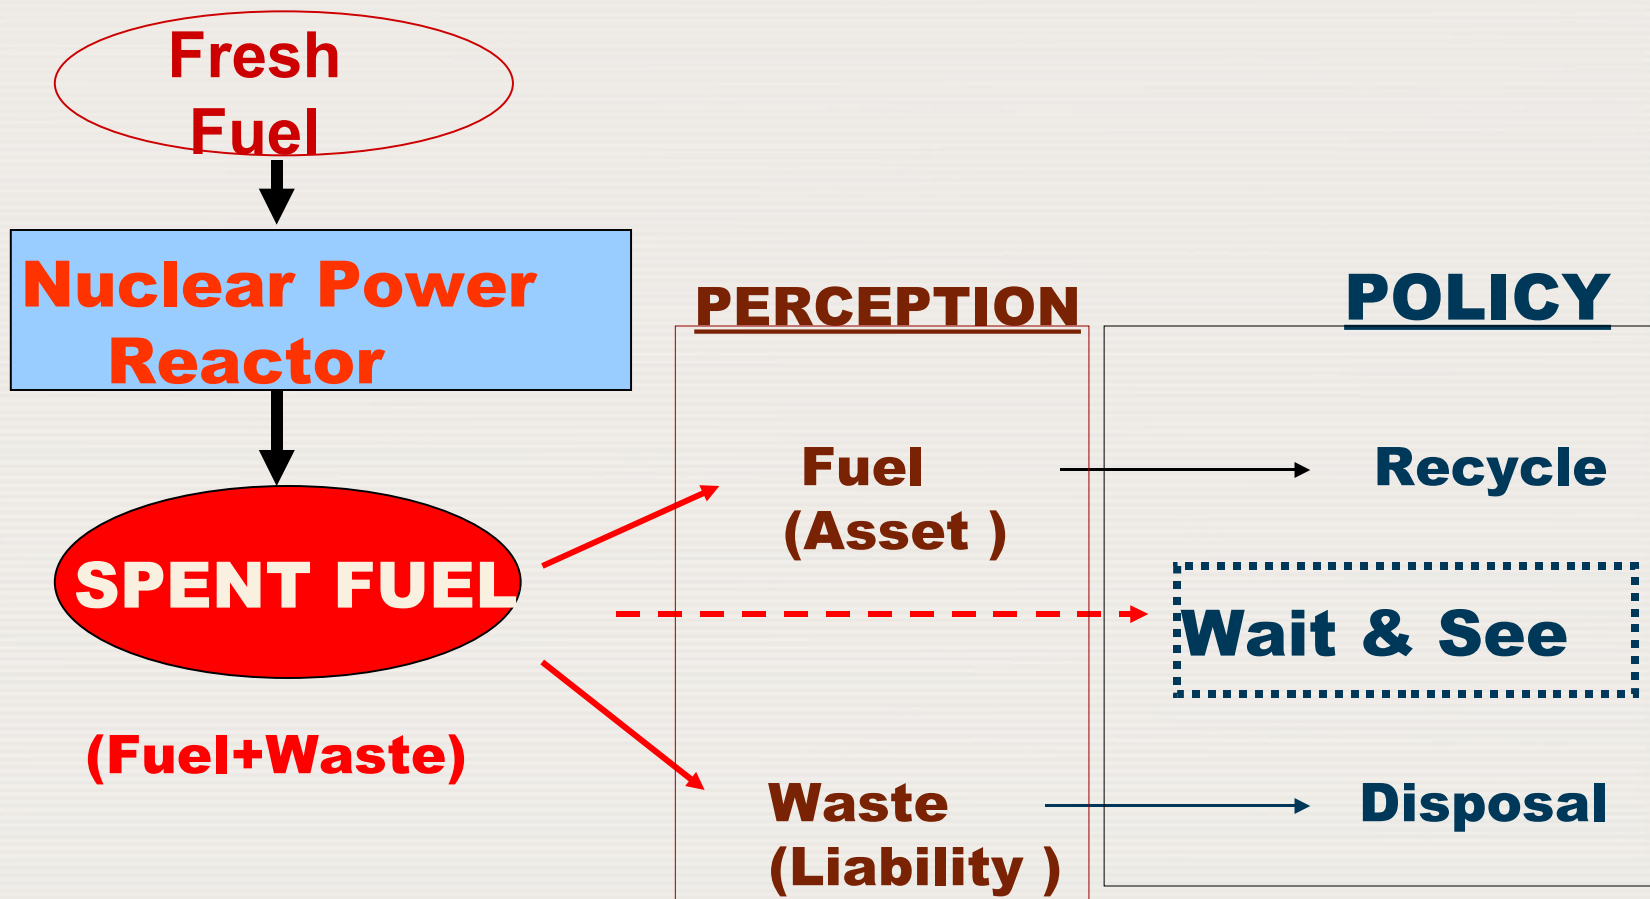 Fresh
Fuel
Nuclear Power
Reactor
SPENT FUEL
(Fuel+Waste)
PERCEPTION
Fuel
(Asset )
Waste
(Liability )
POLICY
Recycle
Wait & See
Disposal